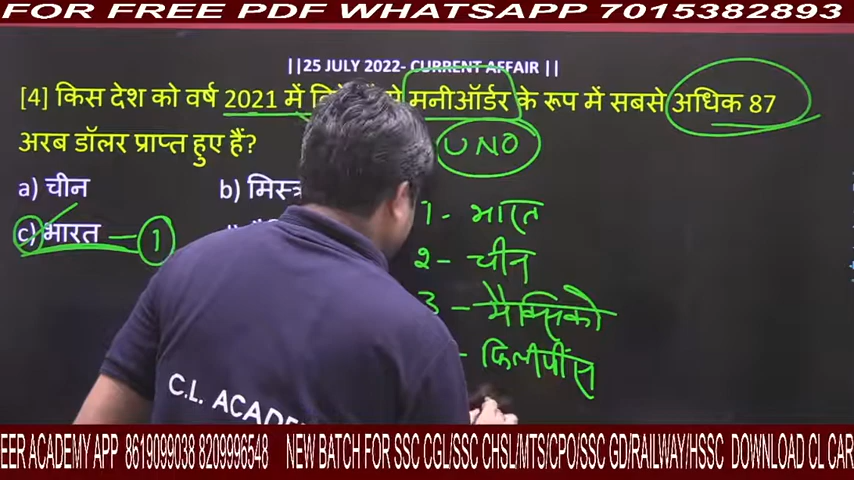 FOR FREE PDF WHATSAPP 7015382893
||25 JULY 2022- CURRENT AFFAIR ||
[4] किस देश को वर्ष 2021 में मनीऑर्डर के रूप में सबसे अधिक 87
अरब डॉलर प्राप्त हुए हैं?
UNO
a) चीन
b) मिस्त्र
c) भारत – 1
1- भारत
2- चीन
3 – मैक्सिको
- फिलीपींस
C.L. ACADE
EER ACADEMY APP 8619099038 8209996548 NEW BATCH FOR SSC CGL/SSC CHSL/MTS/CPO/SSC GD/RAILWAY/HSSC DOWNLOAD CL CAR